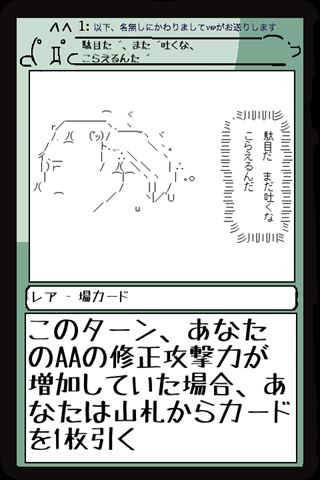 1: 以下、名無しにかわりましてVIPがお送りします
駄目だ゛、まだ゛吐くな、
こらえるんだ゛
駄目だ　まだ吐くな
こらえるんだ
レア - 場カード
このターン、あなた
のAAの修正攻撃力が
増加していた場合、あ
なたは山札からカード
を1枚引く